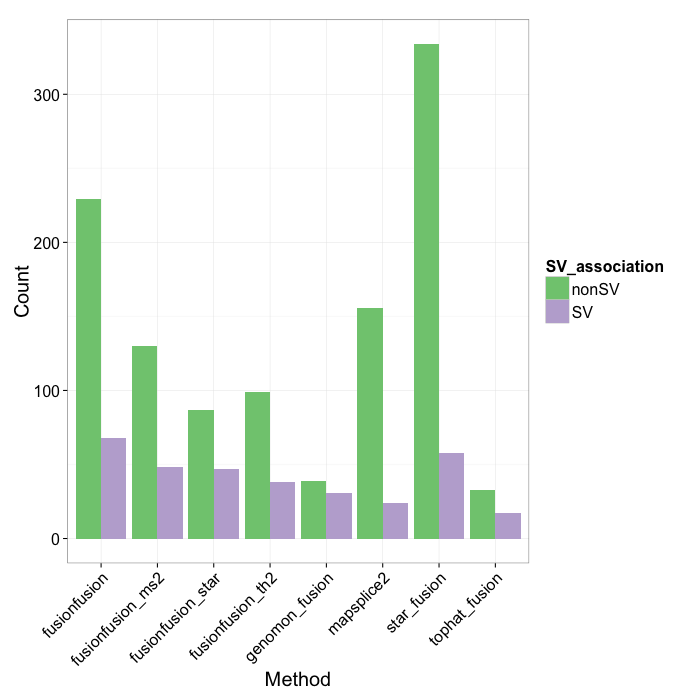 300
200
100
0
Count
fusionfusion
fusionfusion_ms2
fusionfusion_star
fusionfusion_th2
genomon_fusion
mapsplice2
star_fusion
tophat_fusion
Method
SV_association
nonSV
SV